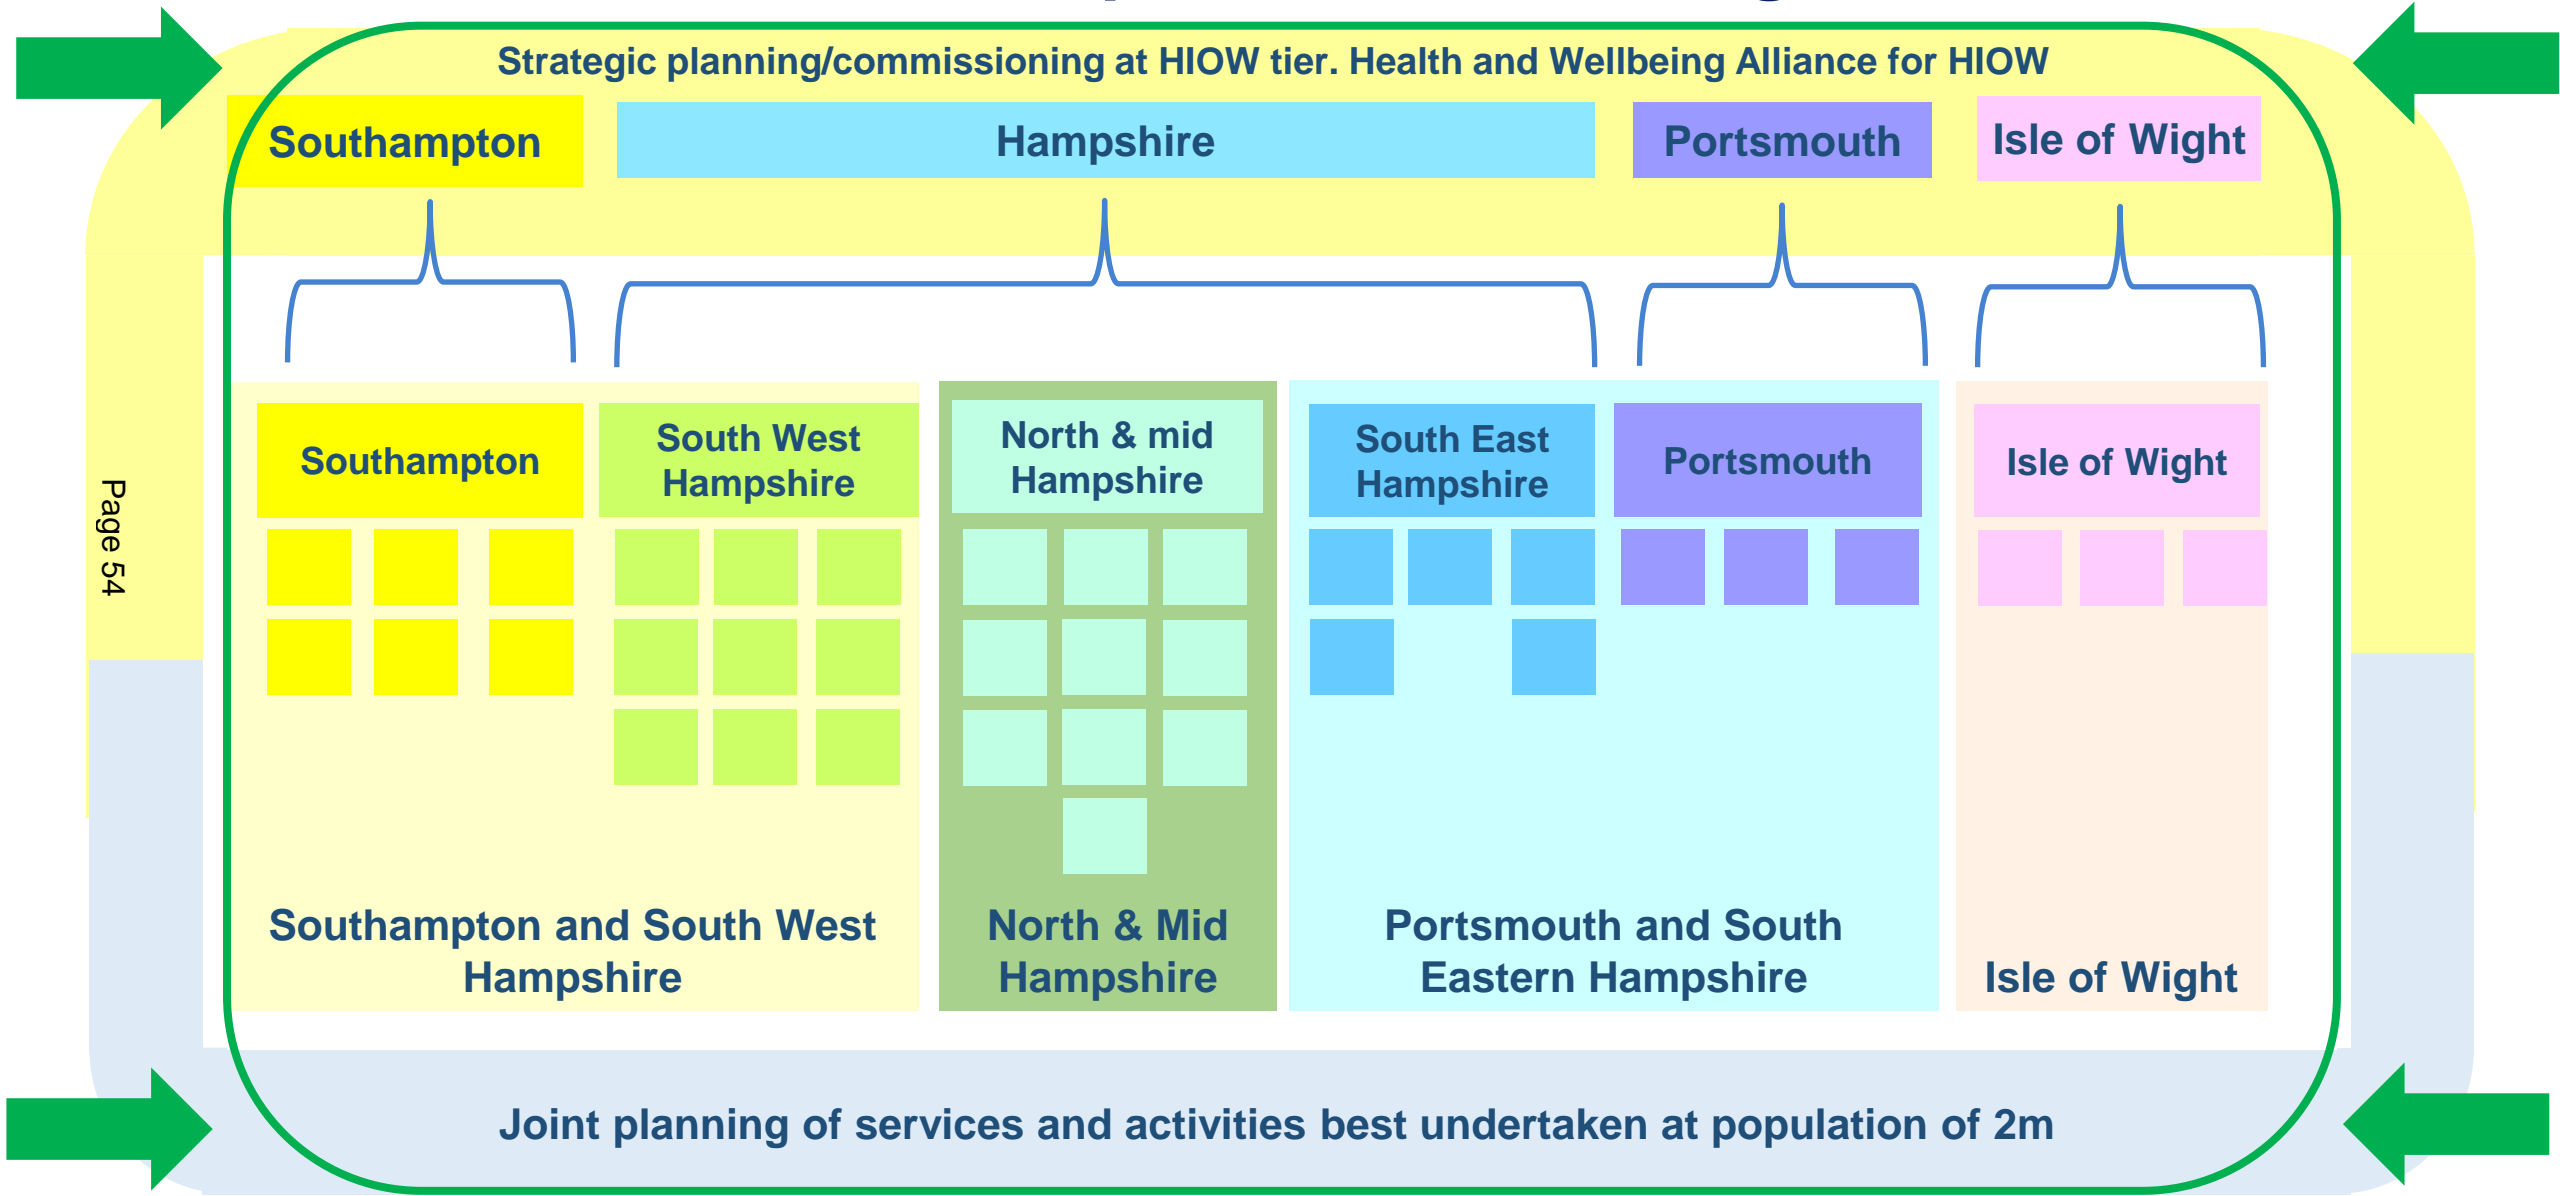 Strategic planning/commissioning at HIOW tier. Health and Wellbeing Alliance for HIOW
Southampton
Hampshire
Portsmouth
Isle of Wight
Southampton
South West
Hampshire
North & mid
Hampshire
South East
Hampshire
Portsmouth
Isle of Wight
Page 54
Southampton and South West
Hampshire
North & Mid
Hampshire
Portsmouth and South
Eastern Hampshire
Isle of Wight
Joint planning of services and activities best undertaken at population of 2m